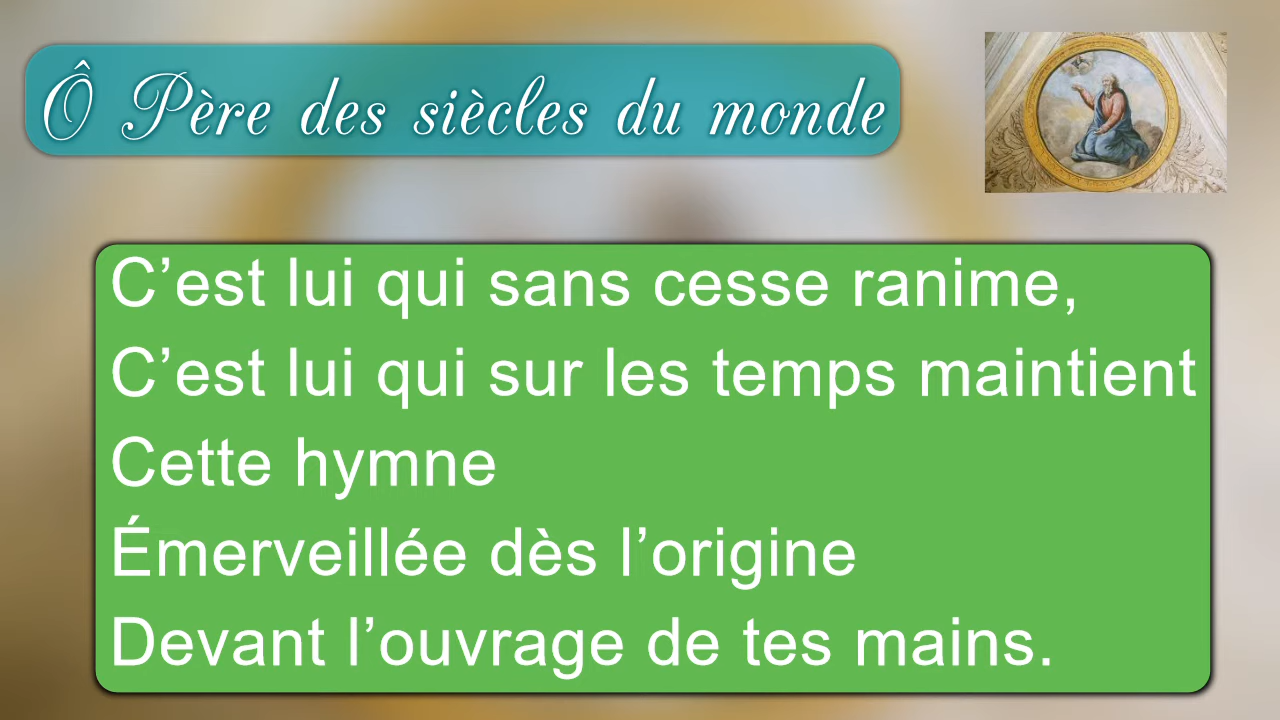 Ô Père des siècles du monde
C’est lui qui sans cesse ranime,
C’est lui qui sur les temps maintient
Cette hymne
Émerveillée dès l’origine
Devant l’ouvrage de tes mains.